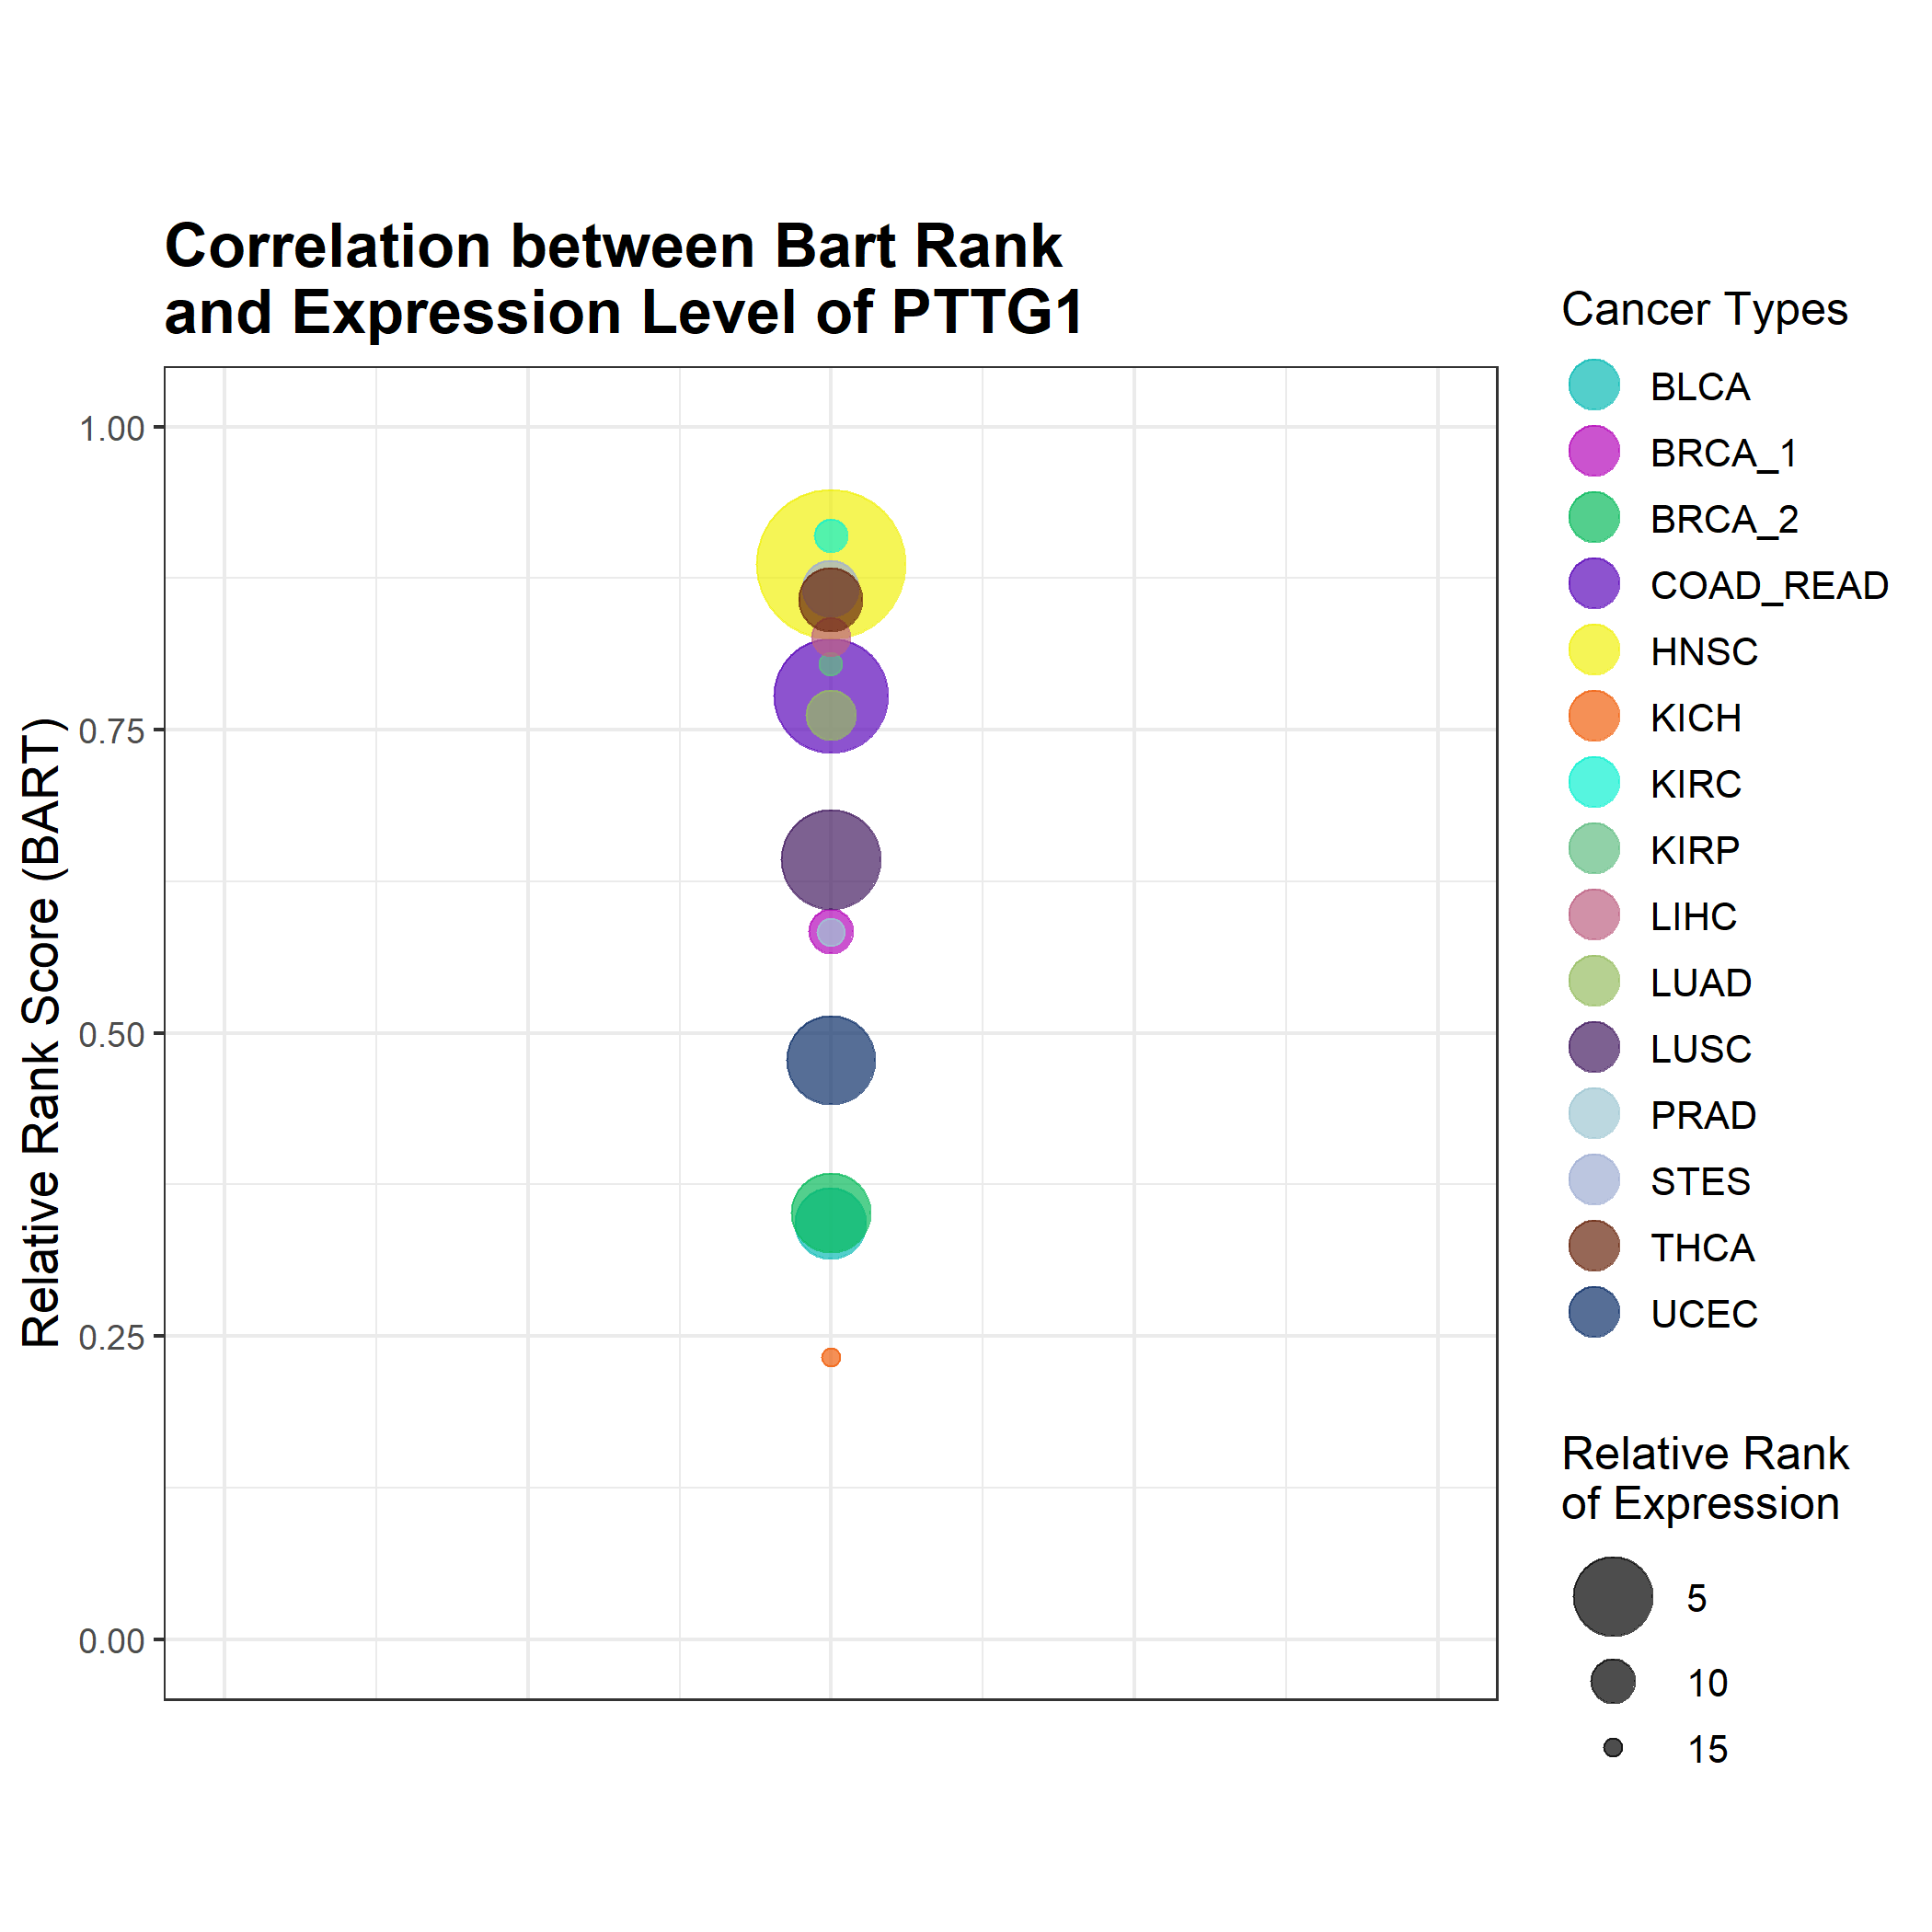 Correlation between Bart Rank
and Expression Level of PTTG1
Relative Rank Score (BART)
1.00
0.75
0.50
0.25
0.00
Cancer Types
BLCA
BRCA_1
BRCA_2
COAD_READ
HNSC
KICH
KIRC
KIRP
LIHC
LUAD
LUSC
PRAD
STES
THCA
UCEC
Relative Rank
of Expression
5
10
15